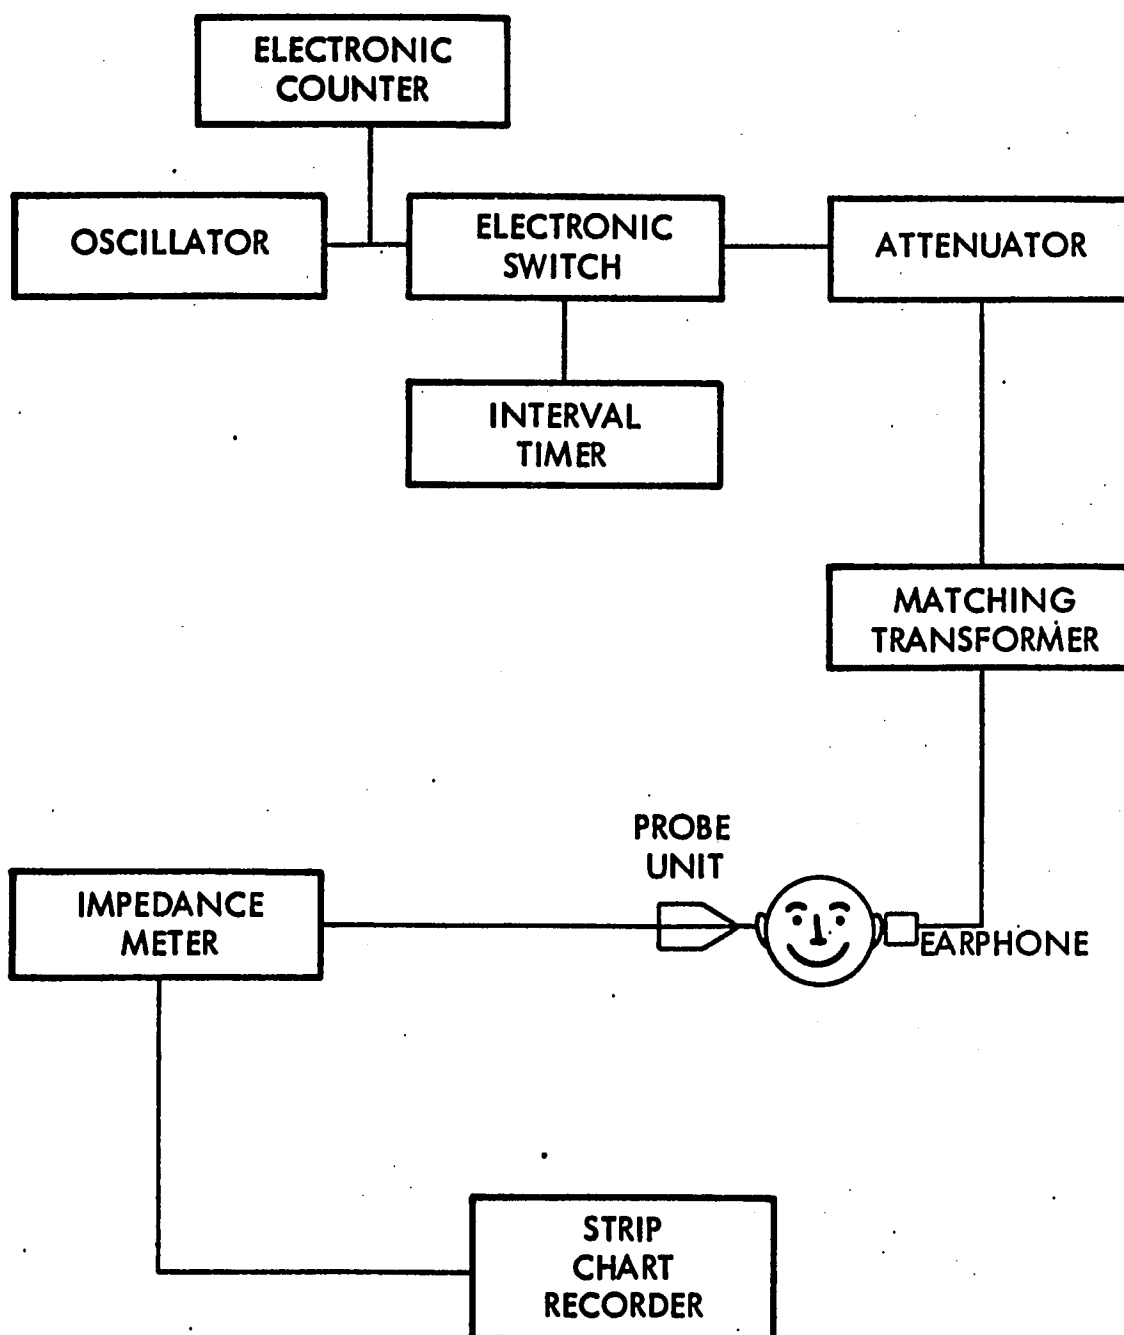 ELECTRONIC
COUNTER
OSCILLATOR
ELECTRONIC
SWITCH
ATTENUATOR
INTERVAL
TIMER
MATCHING
TRANSFORMER
PROBE
UNIT
IMPEDANCE
METER
EARPHONE
STRIP
CHART
RECORDER